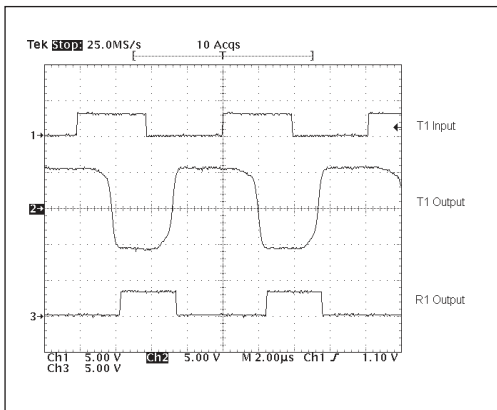 Tek Stop: 25.0MS/s 10 Acqs
[ T ]
T1 Input
1→
T1 Output
2→
R1 Output
3→
Ch1 5.00 V Ch2 5.00 V M 2.00µs Ch1 ƒ 1.10 V
Ch3 5.00 V